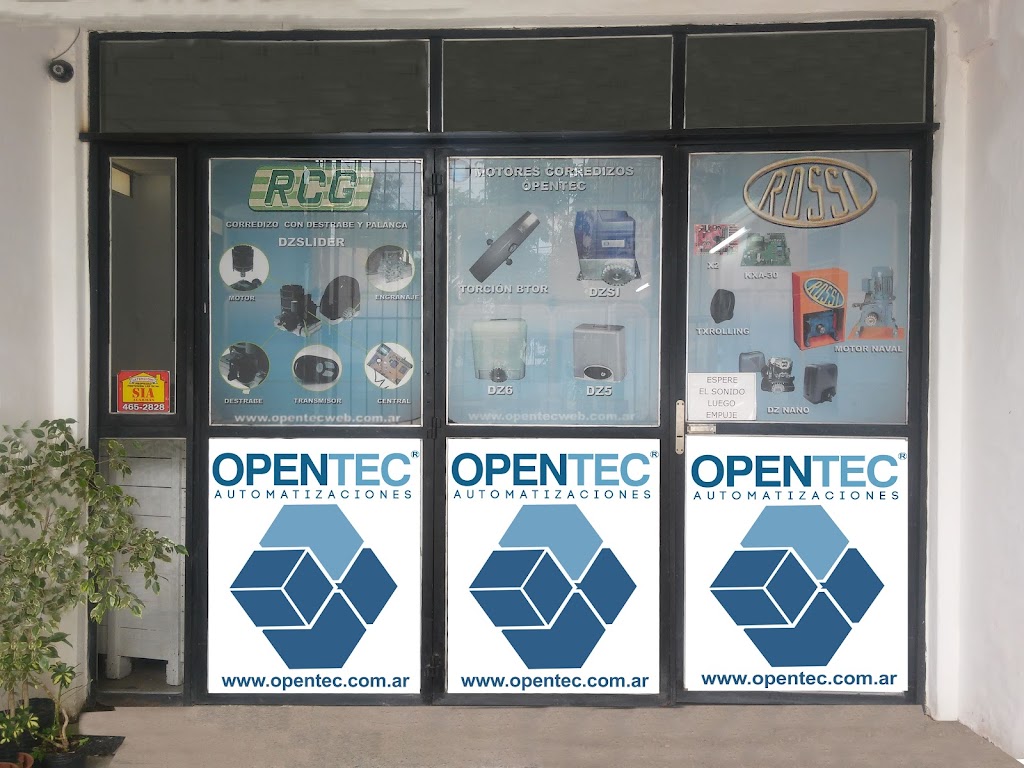 RCG
CORREDIZO CON DESTRABE Y PALANCA
DZSLIDER
MOTOR
ENGRANAJE
DESTRABE
TRANSMISOR
CENTRAL
www.opentecweb.com.ar
MOTORES CORREDIZOS
OPENTEC
TORCIÓN BTOR
DZSI
DZ6
DZ5
www.opentecweb.com.ar
ROSSI
X2
KXA-30
TXROLLING
ROSSI
MOTOR NAVAL
DZ NANO
ESPERE
EL SONIDO
LUEGO
EMPUJE
SIA
465-2828
OPENTEC®
AUTOMATIZACIONES
www.opentec.com.ar
OPENTEC®
AUTOMATIZACIONES
www.opentec.com.ar
OPENTEC®
AUTOMATIZACIONES
www.opentec.com.ar